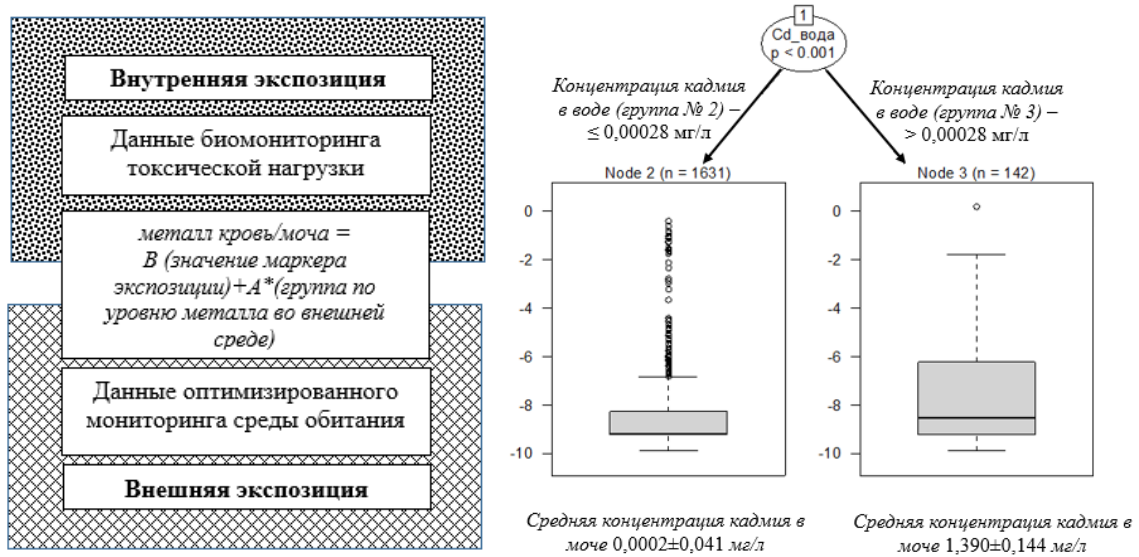 Внутренняя экспозиция
Данные биомониторинга
токсической нагрузки
металл кровь/моча =
В (значение маркера
экспозиции)+А*(группа по
уровню металла во внешней
среде)
Данные оптимизированного
мониторинга среды обитания
Внешняя экспозиция
1
Cd_вода
p < 0.001
Концентрация кадмия
в воде (группа № 2) –
≤ 0,00028 мг/л
Концентрация кадмия
в воде (группа № 3) –
> 0,00028 мг/л
Node 2 (n = 1631)
0
-2
-4
-6
-8
-10
Node 3 (n = 142)
0
-2
-4
-6
-8
-10
Средняя концентрация кадмия в
моче 0,0002±0,041 мг/л
Средняя концентрация кадмия в
моче 1,390±0,144 мг/л